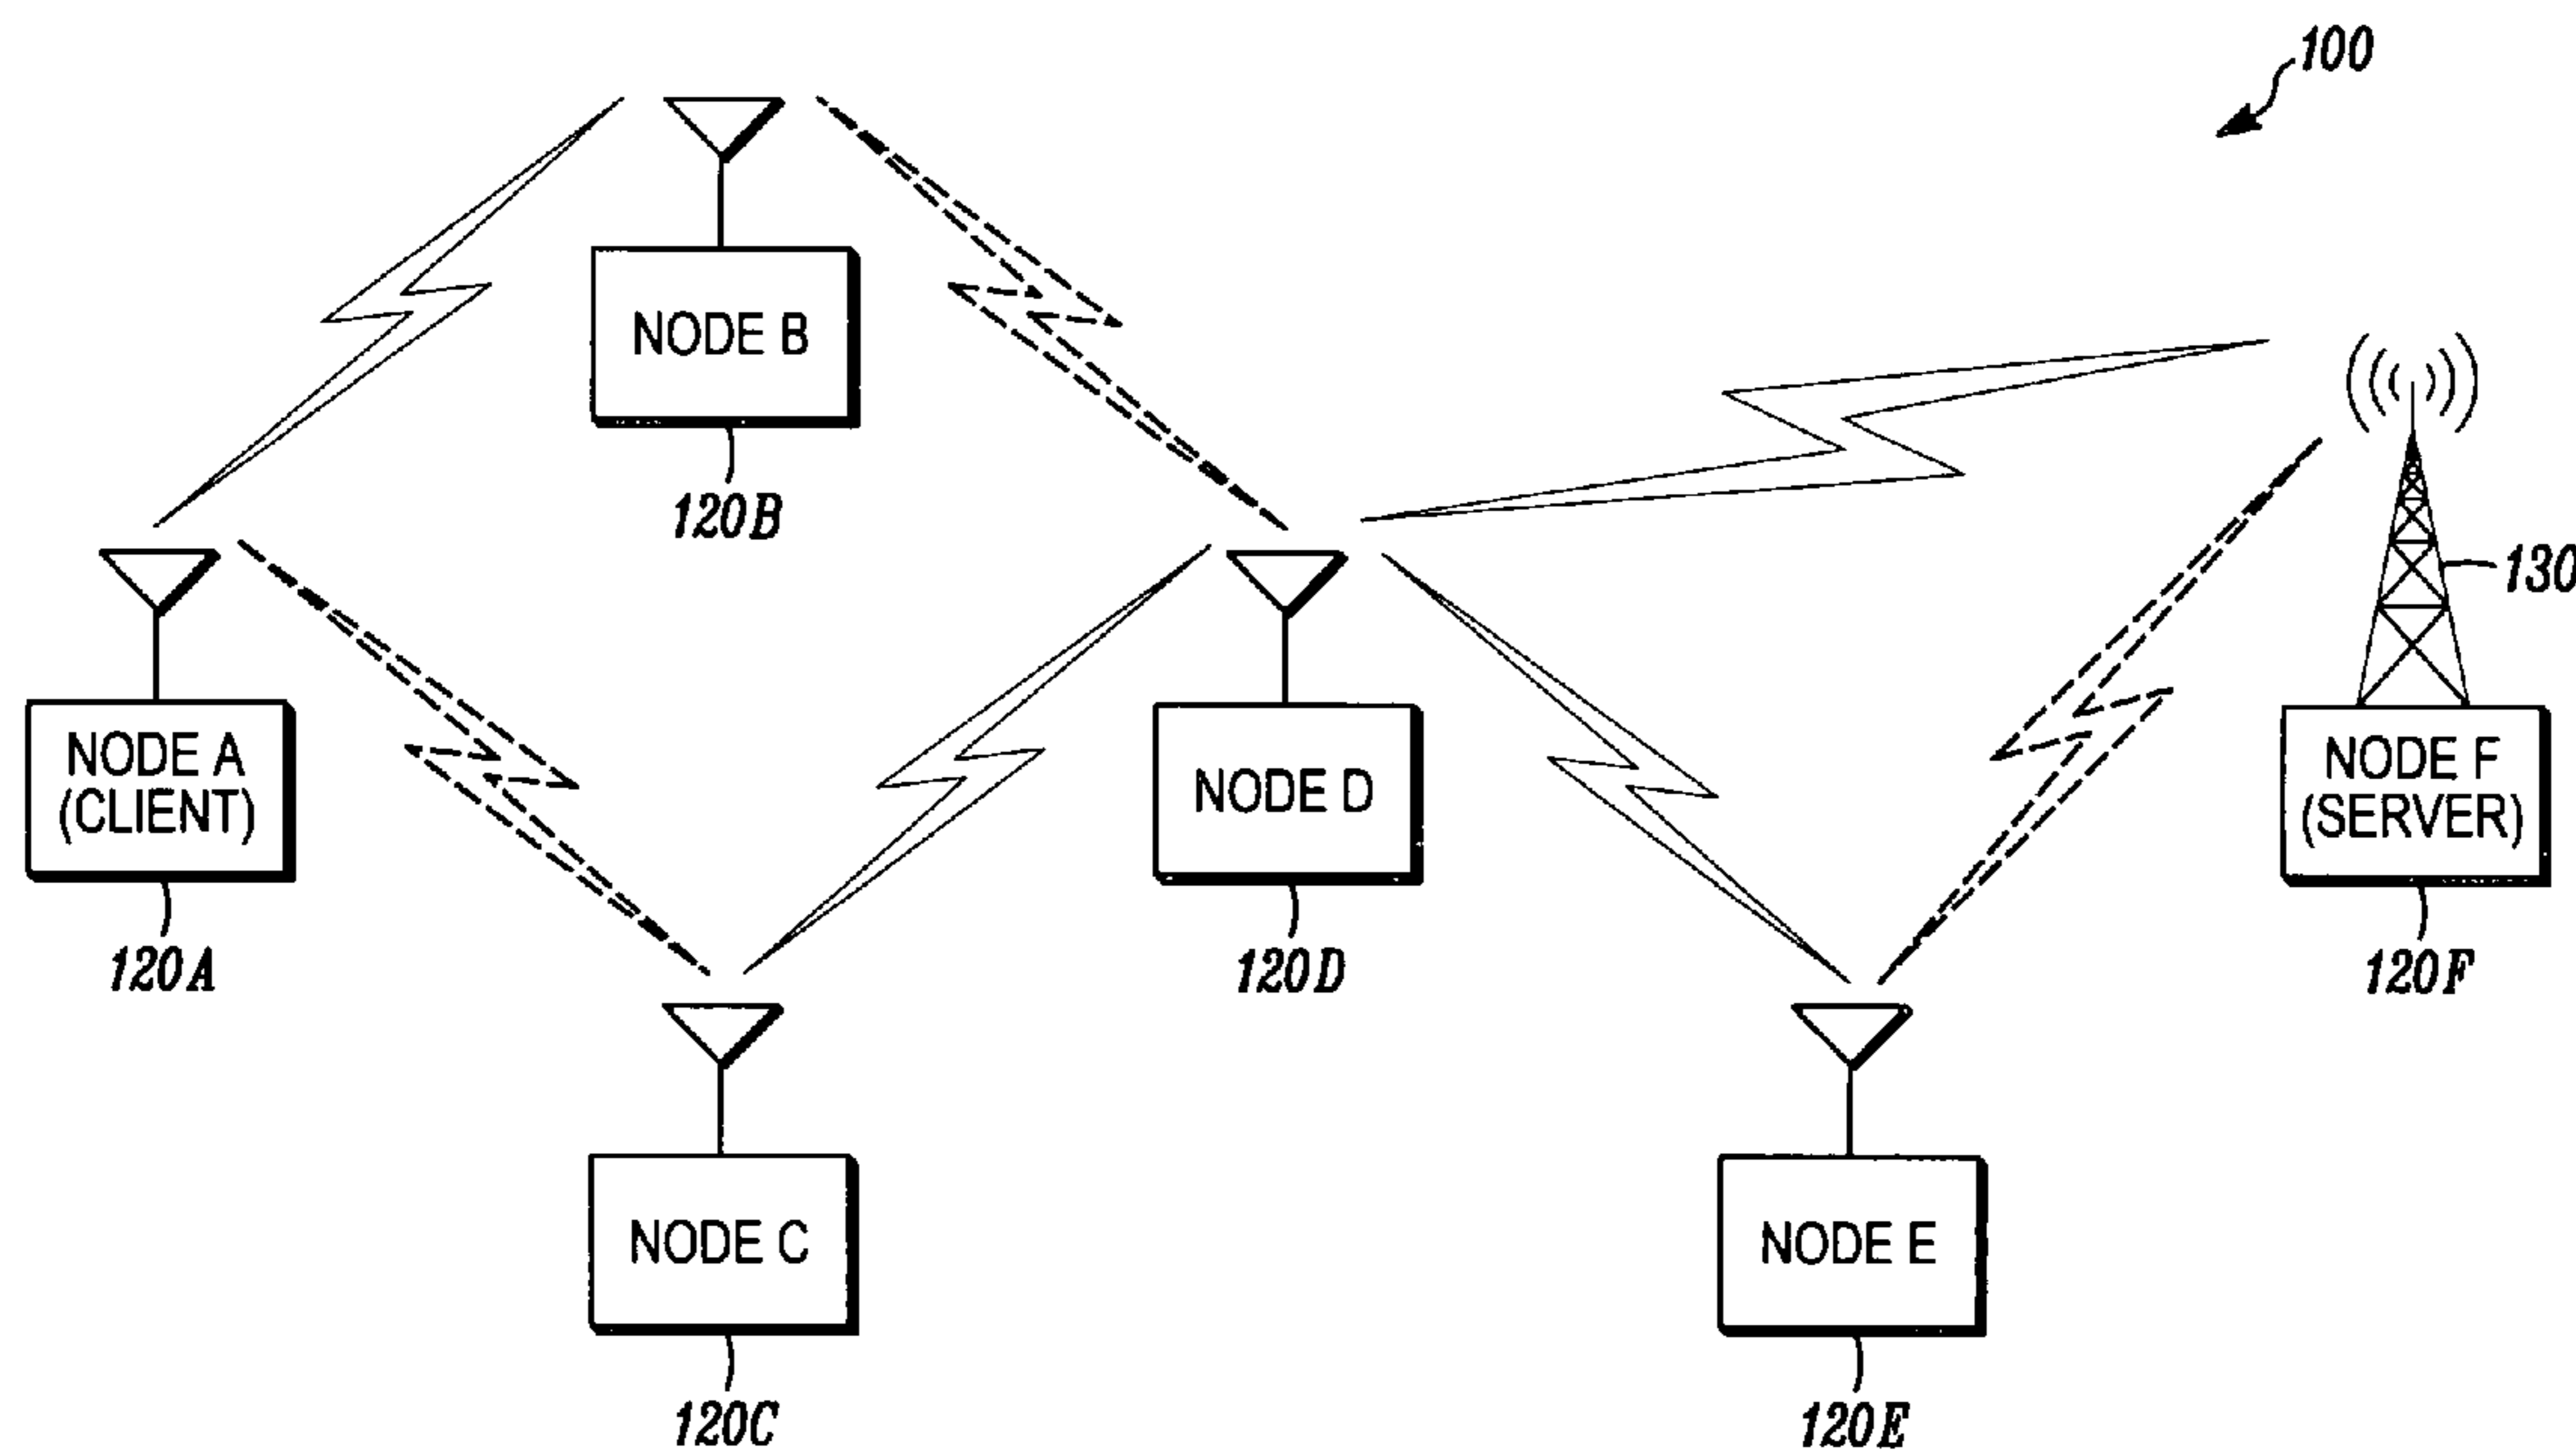 100
NODE B
120B
130
NODE A
(CLIENT)
120A
NODE D
120D
NODE F
(SERVER)
120F
NODE C
120C
NODE E
120E